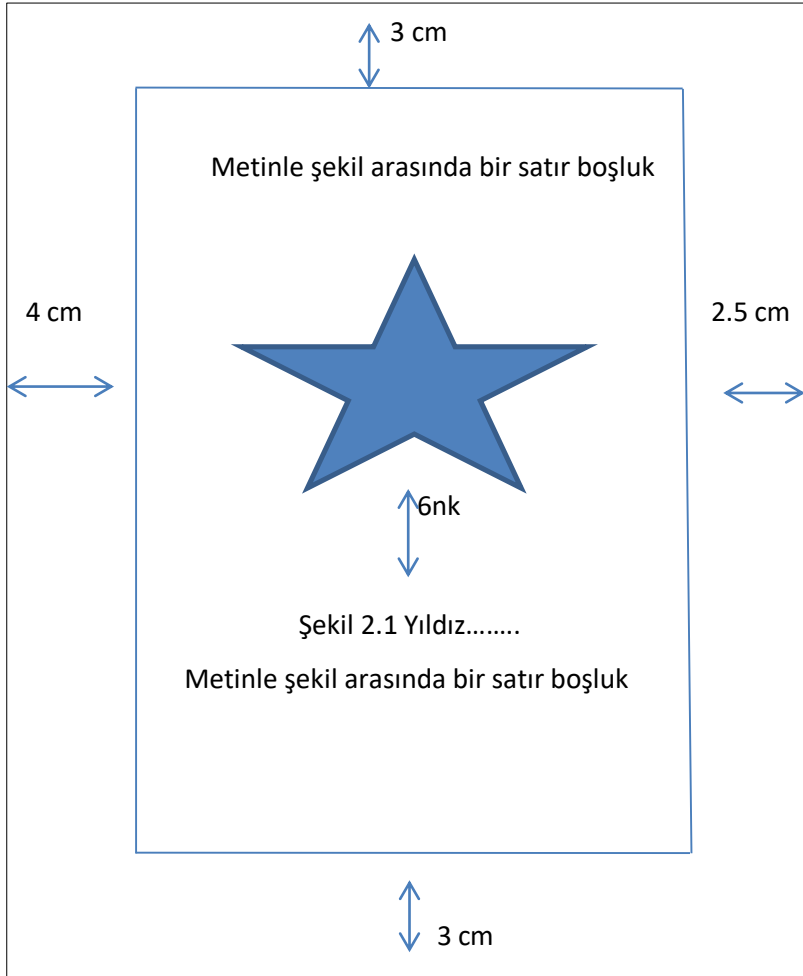 3 cm
Metinle şekil arasında bir satır boşluk
4 cm
2.5 cm
6nk
Şekil 2.1 Yıldız……..
Metinle şekil arasında bir satır boşluk
3 cm